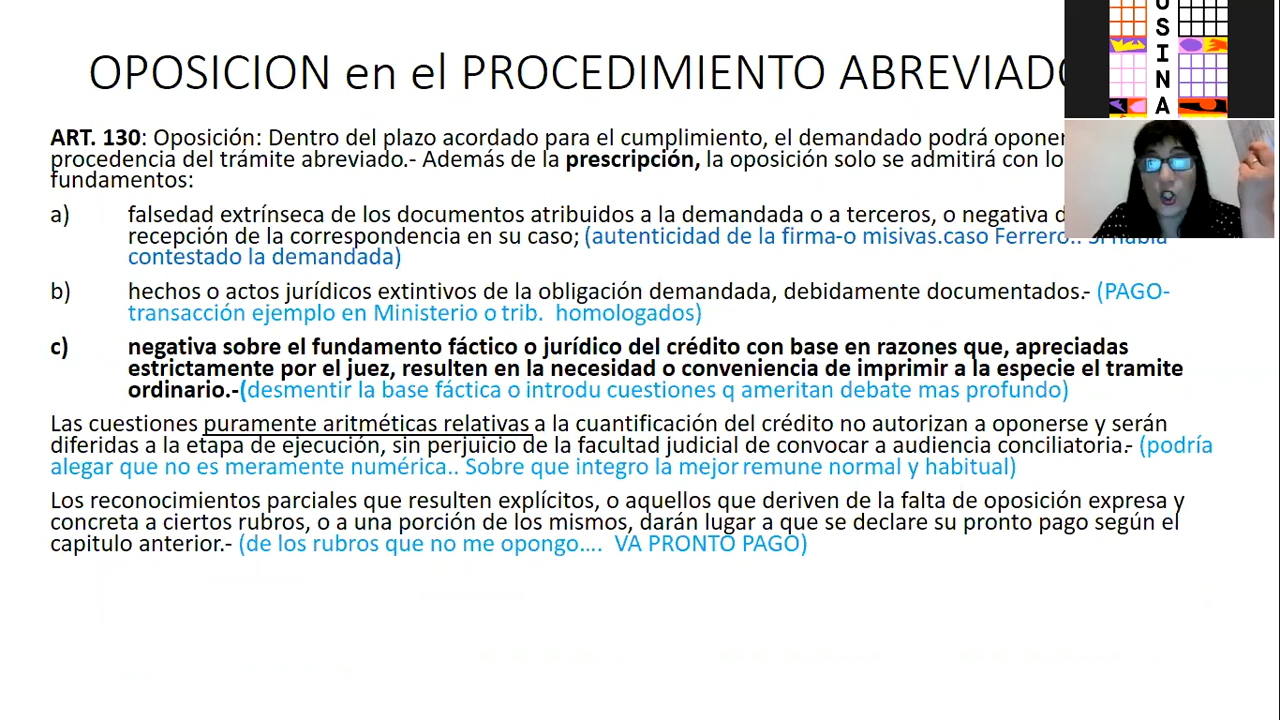 OPOSICION en el PROCEDIMIENTO ABREVIADO
USINA
ART. 130: Oposición: Dentro del plazo acordado para el cumplimiento, el demandado podrá
procedencia del trámite abreviado.- Además de la prescripción, la oposición solo se admitirá con
fundamentos:
a) falsedad extrínseca de los documentos atribuidos a la demandada o a terceros, o negativa
recepción de la correspondencia en su caso; (autenticidad de la firma-o misivas.caso Ferrero.. si había
contestado la demandada)
b) hechos o actos jurídicos extintivos de la obligación demandada, debidamente documentados.- (PAGO-
transacción ejemplo en Ministerio o trib. homologados)
c) negativa sobre el fundamento fáctico o jurídico del crédito con base en razones que, apreciadas
estrictamente por el juez, resulten en la necesidad o conveniencia de imprimir a la especie el tramite
ordinario.-(desmentir la base fáctica o introdu cuestiones q ameritan debate mas profundo)
Las cuestiones puramente aritméticas relativas a la cuantificación del crédito no autorizan a oponerse y serán
diferidas a la etapa de ejecución, sin perjuicio de la facultad judicial de convocar a audiencia conciliatoria.- (podría
alegar que no es meramente numérica.. Sobre que integro la mejor remune normal y habitual)
Los reconocimientos parciales que resulten explícitos, o aquellos que deriven de la falta de oposición expresa y
concreta a ciertos rubros, o a una porción de los mismos, darán lugar a que se declare su pronto pago según el
capitulo anterior.- (de los rubros que no me opongo.... VA PRONTO PAGO)